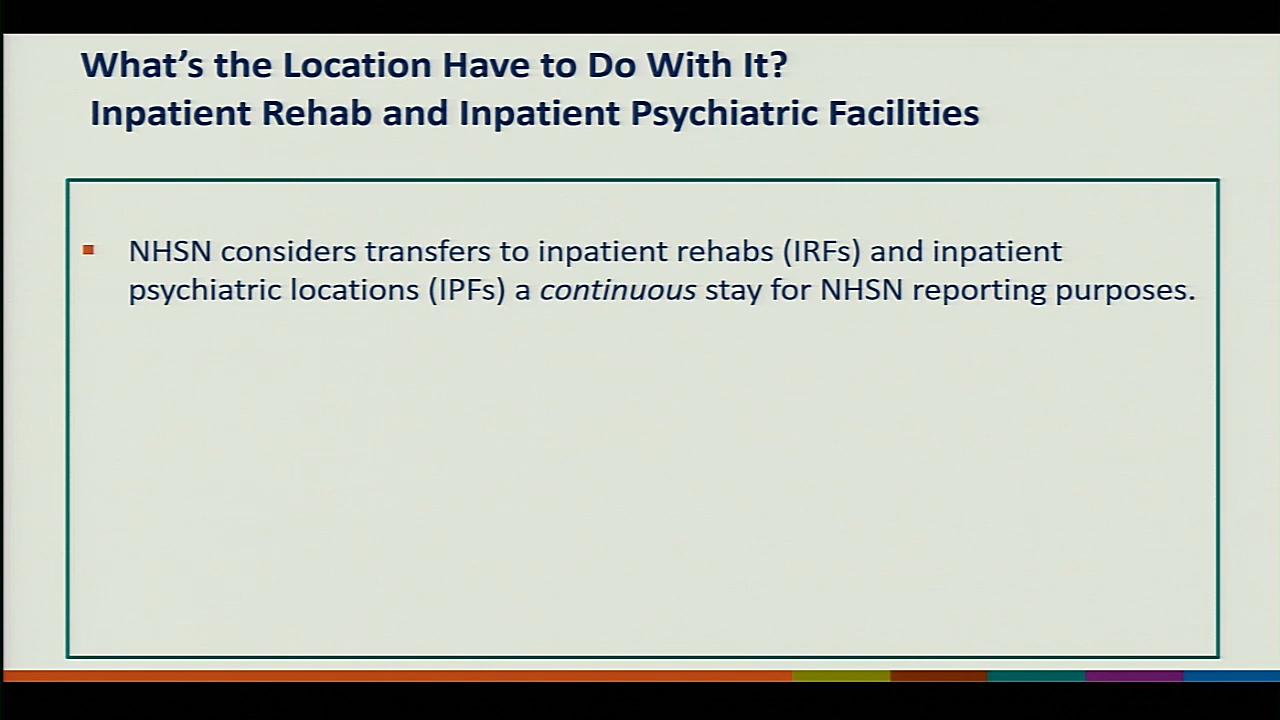 What’s the Location Have to Do With It?
Inpatient Rehab and Inpatient Psychiatric Facilities
▪ NHSN considers transfers to inpatient rehabs (IRFs) and inpatient
psychiatric locations (IPFs) a continuous stay for NHSN reporting purposes.